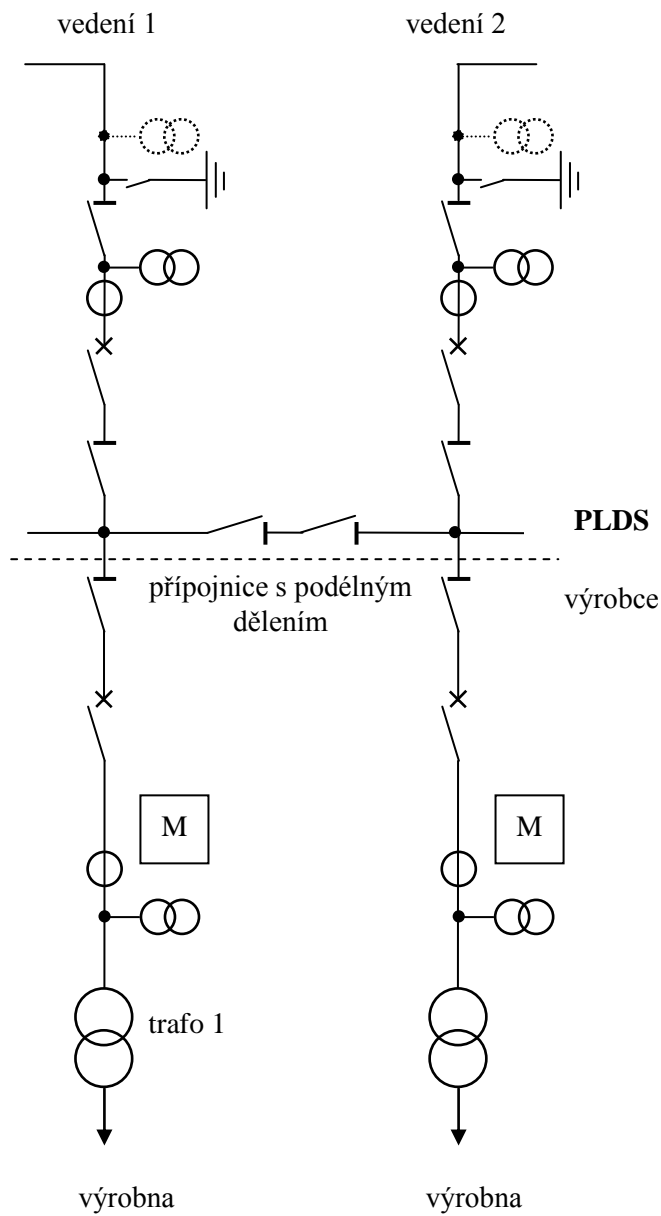 vedení 1
vedení 2
PLDS
přípojnice s podélným
dělením
výrobce
M
M
trafo 1
výrobna
výrobna